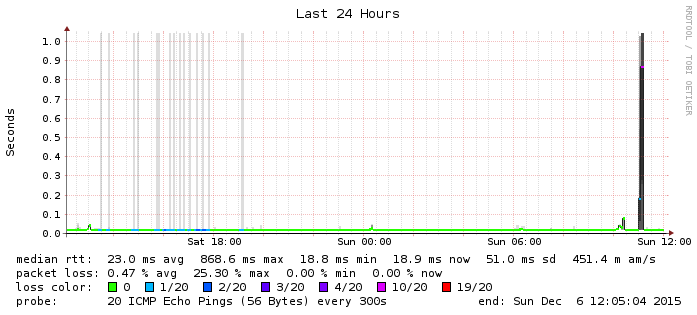 Last 24 Hours
RRDTOOL / TOBI OETIKER
Seconds
1.0
0.9
0.8
0.7
0.6
0.5
0.4
0.3
0.2
0.1
0.0
Sat 18:00 Sun 00:00 Sun 06:00 Sun 12:00
median rtt: 23.0 ms avg 868.6 ms max 18.8 ms min 18.9 ms now 51.0 ms sd 451.4 m am/s
packet loss: 0.47 % avg 25.30 % max 0.00 % min 0.00 % now
loss color: 0 1/20 2/20 3/20 4/20 10/20 19/20
probe: 20 ICMP Echo Pings (56 Bytes) every 300s end: Sun Dec 6 12:05:04 2015